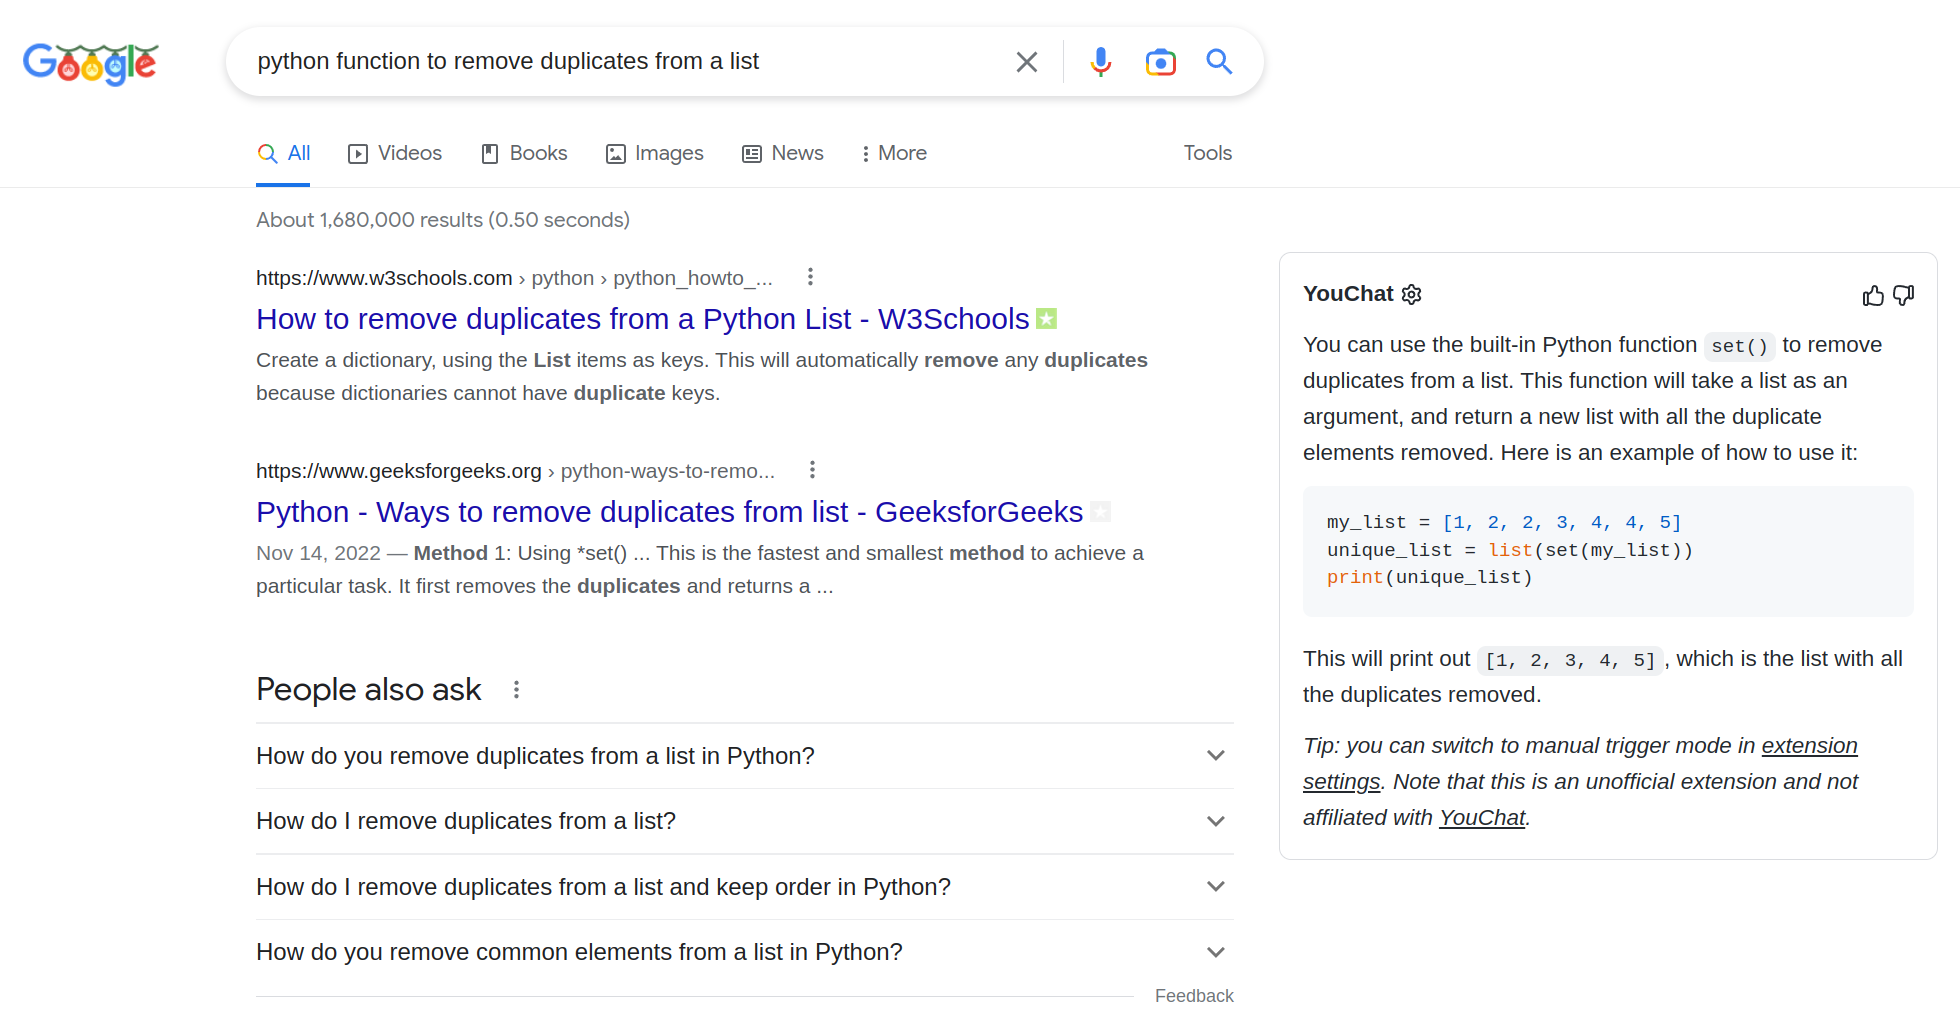 Google
python function to remove duplicates from a list
All
Videos
Books
Images
News
More
Tools
About 1,680,000 results (0.50 seconds)
https://www.w3schools.com › python › python_howto_...
How to remove duplicates from a Python List - W3Schools
Create a dictionary, using the List items as keys. This will automatically remove any duplicates
because dictionaries cannot have duplicate keys.
https://www.geeksforgeeks.org › python-ways-to-remo...
Python - Ways to remove duplicates from list - GeeksforGeeks
Nov 14, 2022 — Method 1: Using *set() ... This is the fastest and smallest method to achieve a
particular task. It first removes the duplicates and returns a ...
People also ask
How do you remove duplicates from a list in Python?
How do I remove duplicates from a list?
How do I remove duplicates from a list and keep order in Python?
How do you remove common elements from a list in Python?
Feedback
YouChat
You can use the built-in Python function set() to remove
duplicates from a list. This function will take a list as an
argument, and return a new list with all the duplicate
elements removed. Here is an example of how to use it:
my_list = [1, 2, 2, 3, 4, 4, 5]
unique_list = list(set(my_list))
print(unique_list)
This will print out [1, 2, 3, 4, 5], which is the list with all
the duplicates removed.
Tip: you can switch to manual trigger mode in extension
settings. Note that this is an unofficial extension and not
affiliated with YouChat.